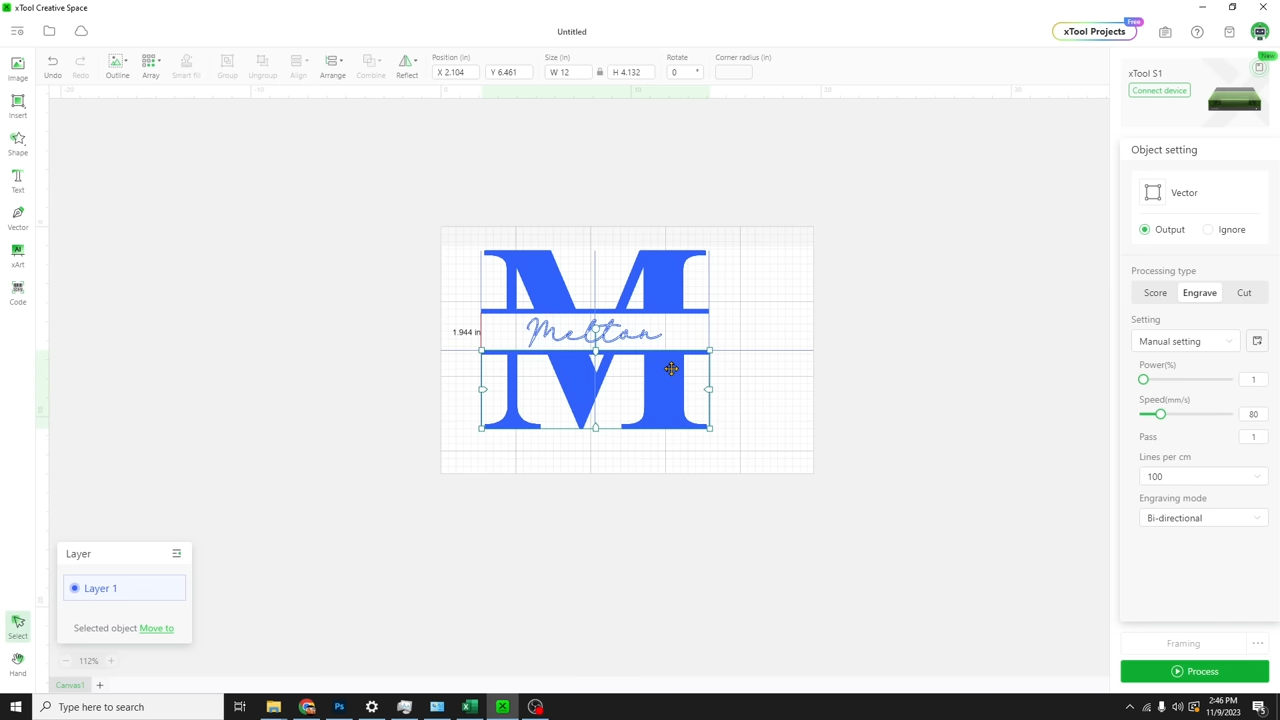 xTool Creative Space
Untitled
Free
xTool Projects
Undo
Redo
Outline
Array
Smart fill
Group
Ungroup
Align
Arrange
Combine
Reflect
Position (in)
X 2.104
Y 6.461
Size (in)
W 12
H 4.132
Rotate
0 °
Corner radius (in)
Image
Insert
Shape
Text
Vector
AI
xArt
Code
Select
Hand
M
Melton
1.944 in
New
xTool S1
Connect device
Object setting
Vector
Output
Ignore
Processing type
Score
Engrave
Cut
Setting
Manual setting
Power(%)
1
Speed(mm/s)
80
Pass
1
Lines per cm
100
Engraving mode
Bi-directional
Framing
Process
Layer
Layer 1
Selected object Move to
112%
Canvas1
Type here to search
2:46 PM
11/9/2023